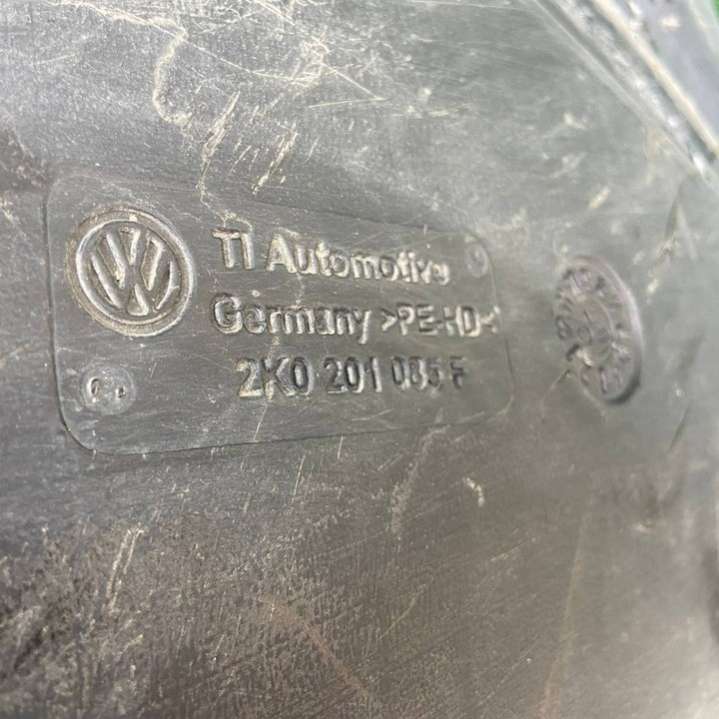 TI Automotive
Germany >PE-HD<
2K0 201 085 F